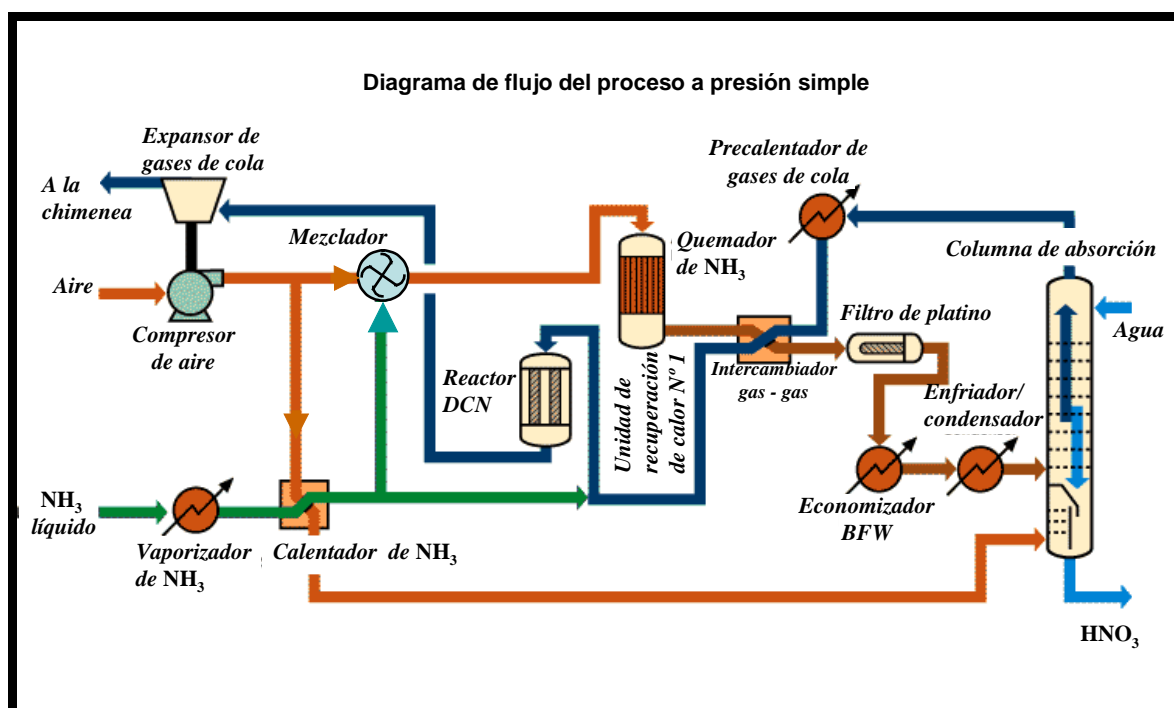 Diagrama de flujo del proceso a presión simple
Expansor de
gases de cola
A la
chimenea
Mezclador
Aire
Compresor
de aire
Precalentador de
gases de cola
Quemador
de NH₃
Columna de absorción
Filtro de platino
Agua
Reactor
DCN
Unidad de
recuperación
de calor Nº 1
Intercambiador
gas - gas
Enfriador/
condensador
Economizador
BFW
NH₃
líquido
Vaporizador
de NH₃
Calentador de NH₃
HNO₃